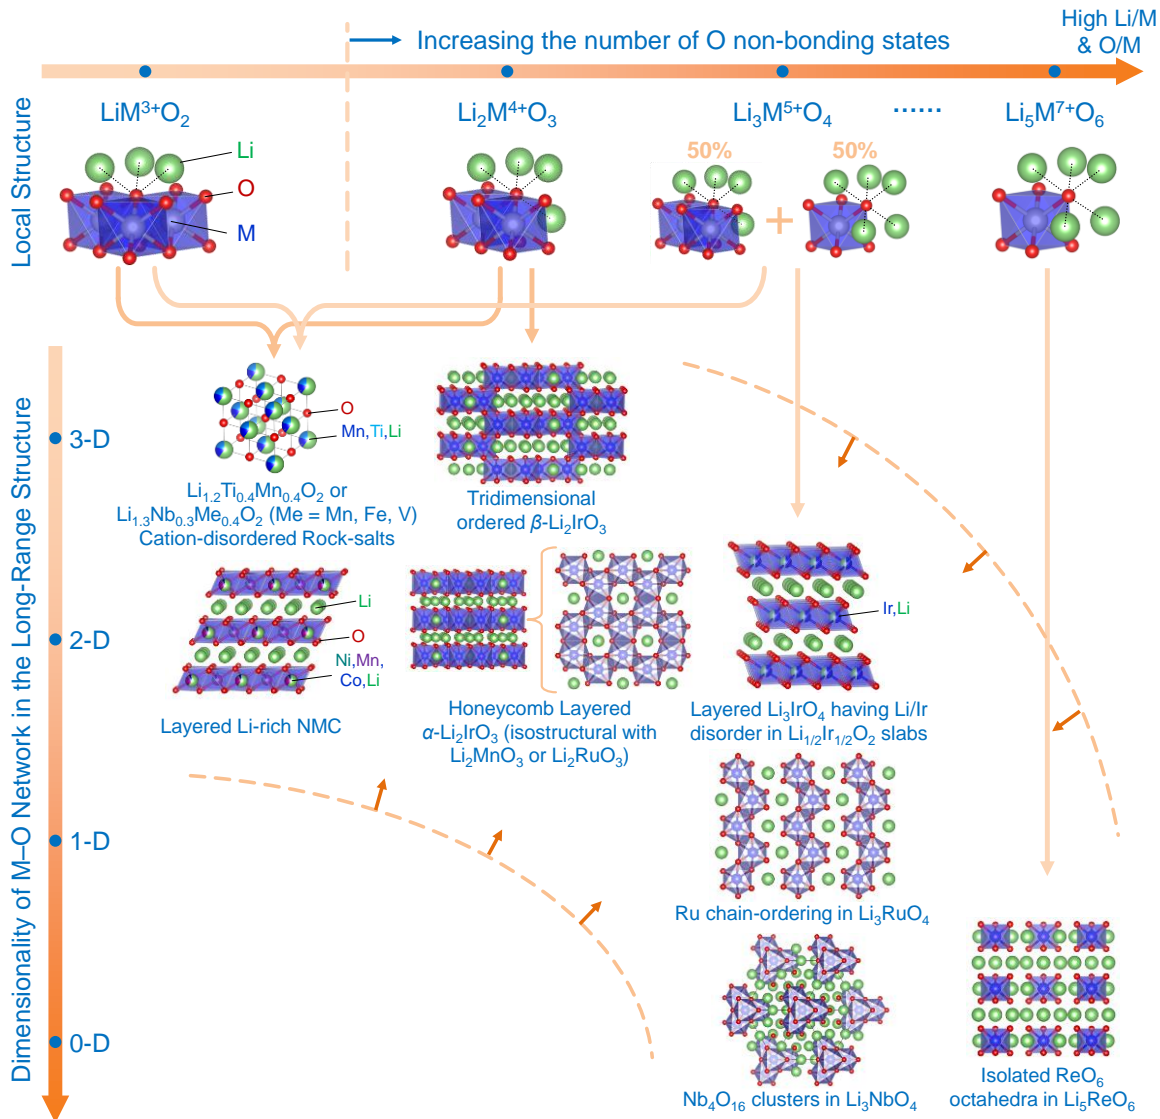 High Li/M
& O/M
Increasing the number of O non-bonding states
LiM³⁺O₂
Li₂M⁴⁺O₃
Li₃M⁵⁺O₄
······
Li₅M⁷⁺O₆
Local Structure
Li
O
M
50%
50%
+
Dimensionality of M–O Network in the Long-Range Structure
3-D
2-D
1-D
0-D
O
Mn,Ti,Li
Li₁.₂Ti₀.₄Mn₀.₄O₂ or
Li₁.₃Nb₀.₃Me₀.₄O₂ (Me = Mn, Fe, V)
Cation-disordered Rock-salts
Tridimensional
ordered β-Li₂IrO₃
Li
O
Ni,Mn,
Co,Li
Layered Li-rich NMC
Honeycomb Layered
α-Li₂IrO₃ (isostructural with
Li₂MnO₃ or Li₂RuO₃)
Ir,Li
Layered Li₃IrO₄ having Li/Ir
disorder in Li₁/₂Ir₁/₂O₂ slabs
Ru chain-ordering in Li₃RuO₄
Nb₄O₁₆ clusters in Li₃NbO₄
Isolated ReO₆
octahedra in Li₅ReO₆